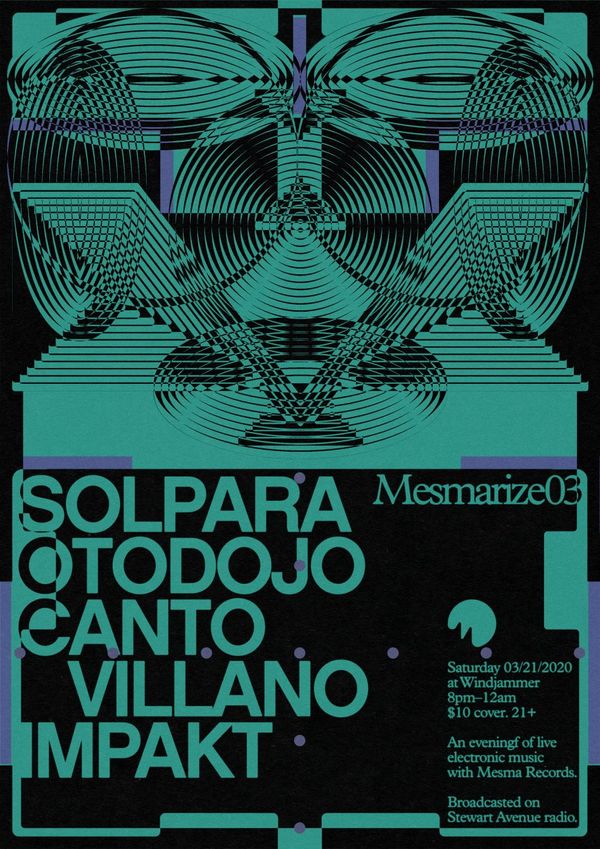 SOLPARA
OTODOJO
CANTO
VILLANO
IMPAKT
Mesmarize03
Saturday 03/21/2020
at Windjammer
8pm–12am
$10 cover. 21+
An eveningf of live
electronic music
with Mesma Records.
Broadcasted on
Stewart Avenue radio.